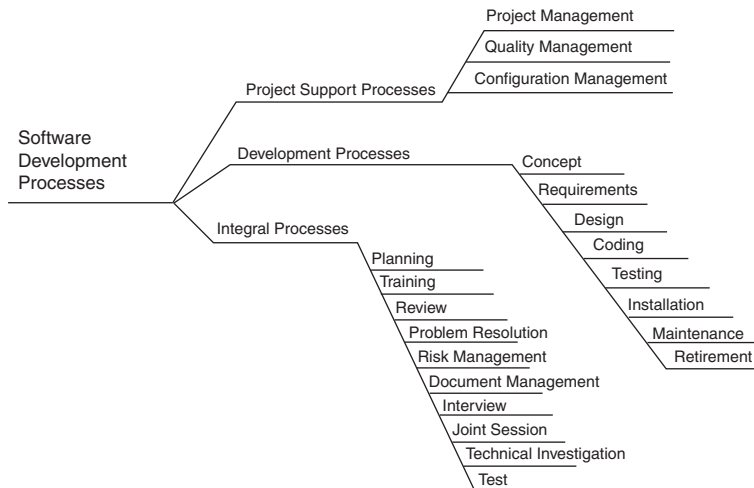 Software
Development
Processes
Project Support Processes
Project Management
Quality Management
Configuration Management
Development Processes
Concept
Requirements
Design
Coding
Testing
Installation
Maintenance
Retirement
Integral Processes
Planning
Training
Review
Problem Resolution
Risk Management
Document Management
Interview
Joint Session
Technical Investigation
Test